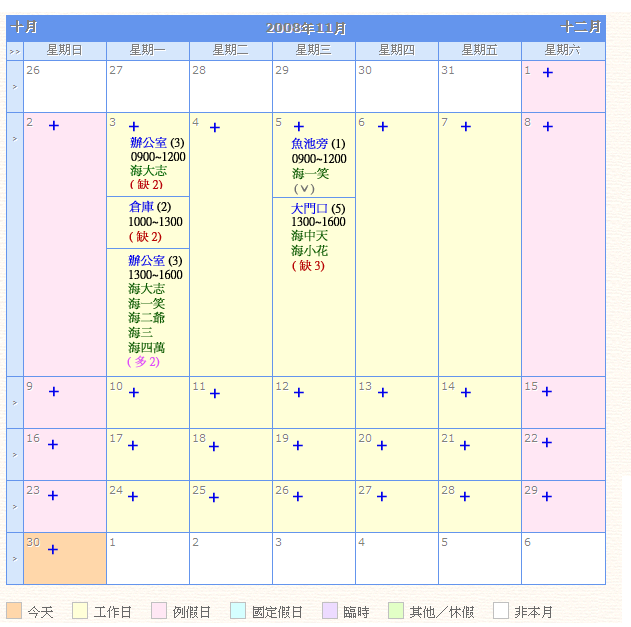 十月 2008年11月 十二月
>> 星期日 星期一 星期二 星期三 星期四 星期五 星期六
> 26 27 28 29 30 31 1 +
> 2 + 3 + 4 + 5 + 6 + 7 + 8 +
辦公室 (3)
0900~1200
海大志
( 缺 2)
倉庫 (2)
1000~1300
( 缺 2)
辦公室 (3)
1300~1600
海大志
海一笑
海二爺
海三
海四萬
( 多 2)
魚池旁 (1)
0900~1200
海一笑
( v )
大門口 (5)
1300~1600
海中天
海小花
( 缺 3)
> 9 + 10 + 11 + 12 + 13 + 14 + 15 +
> 16 + 17 + 18 + 19 + 20 + 21 + 22 +
> 23 + 24 + 25 + 26 + 27 + 28 + 29 +
> 30 + 1 2 3 4 5 6
今天 工作日 例假日 國定假日 臨時 其他／休假 非本月